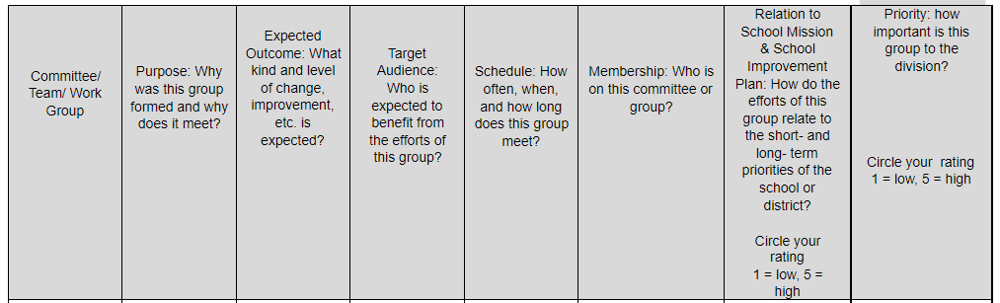 Committee/
Team/ Work
Group
Purpose: Why
was this group
formed and why
does it meet?
Expected
Outcome: What
kind and level
of change,
improvement,
etc. is
expected?
Target
Audience:
Who is
expected to
benefit from
the efforts of
this group?
Schedule: How
often, when,
and how long
does this group
meet?
Membership: Who is
on this committee or
group?
Relation to
School Mission
& School
Improvement
Plan: How do the
efforts of this
group relate to
the short- and
long- term
priorities of the
school or
district?
Circle your
rating
1 = low, 5 =
high
Priority: how
important is this
group to the
division?
Circle your rating
1 = low, 5 = high